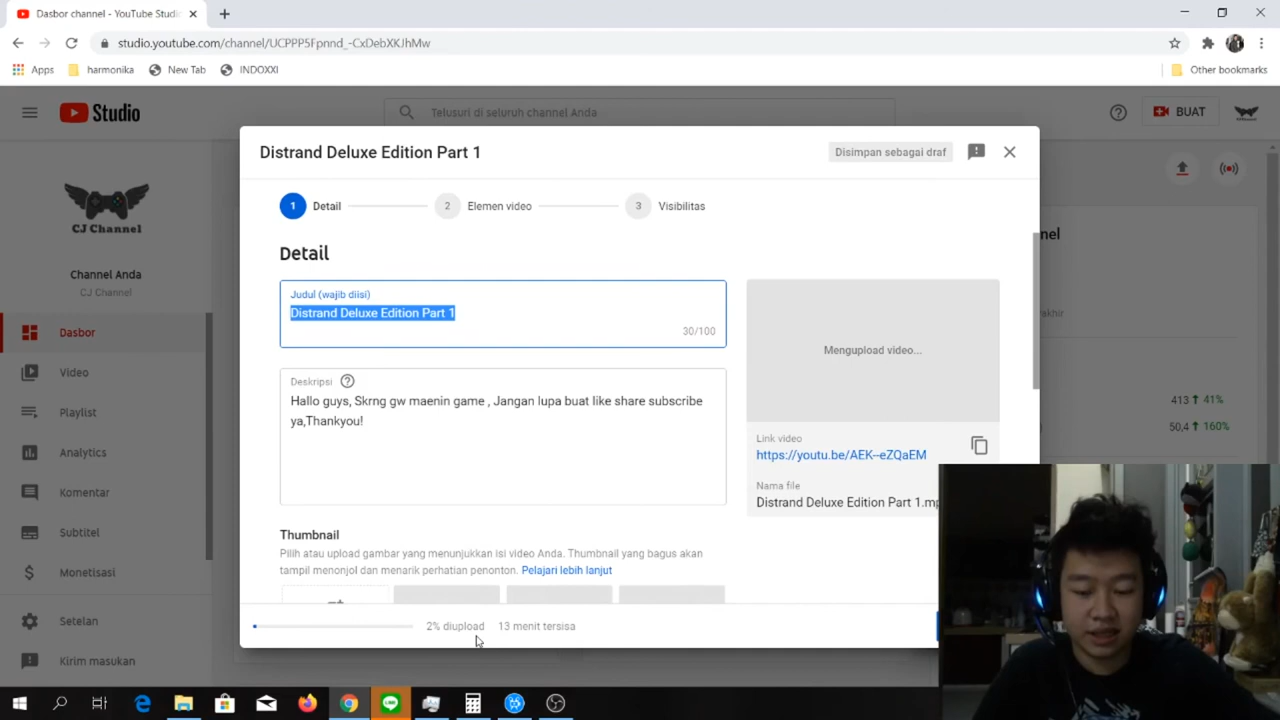 Dasbor channel - YouTube Studi
studio.youtube.com/channel/UCPPP5Fpnnd_-CxDebXKJhMw
Apps
harmonika
New Tab
INDOXXI
Other bookmarks
Studio
Telusuri di seluruh channel Anda
BUAT
Distrand Deluxe Edition Part 1
Disimpan sebagai draf
1 Detail
2 Elemen video
3 Visibilitas
CJ Channel
Channel Anda
CJ Channel
Dasbor
Video
Playlist
Analytics
Komentar
Subtitel
Monetisasi
Setelan
Kirim masukan
Detail
Judul (wajib diisi)
Distrand Deluxe Edition Part 1
30/100
Deskripsi
Hallo guys, Skrng gw maenin game , Jangan lupa buat like share subscribe
ya,Thankyou!
Thumbnail
Pilih atau upload gambar yang menunjukkan isi video Anda. Thumbnail yang bagus akan
tampil menonjol dan menarik perhatian penonton. Pelajari lebih lanjut
Mengupload video...
Link video
https://youtu.be/AEK--eZQaEM
Nama file
Distrand Deluxe Edition Part 1.mp
2% diupload
13 menit tersisa
nel
akhir
413 41%
50,4 160%